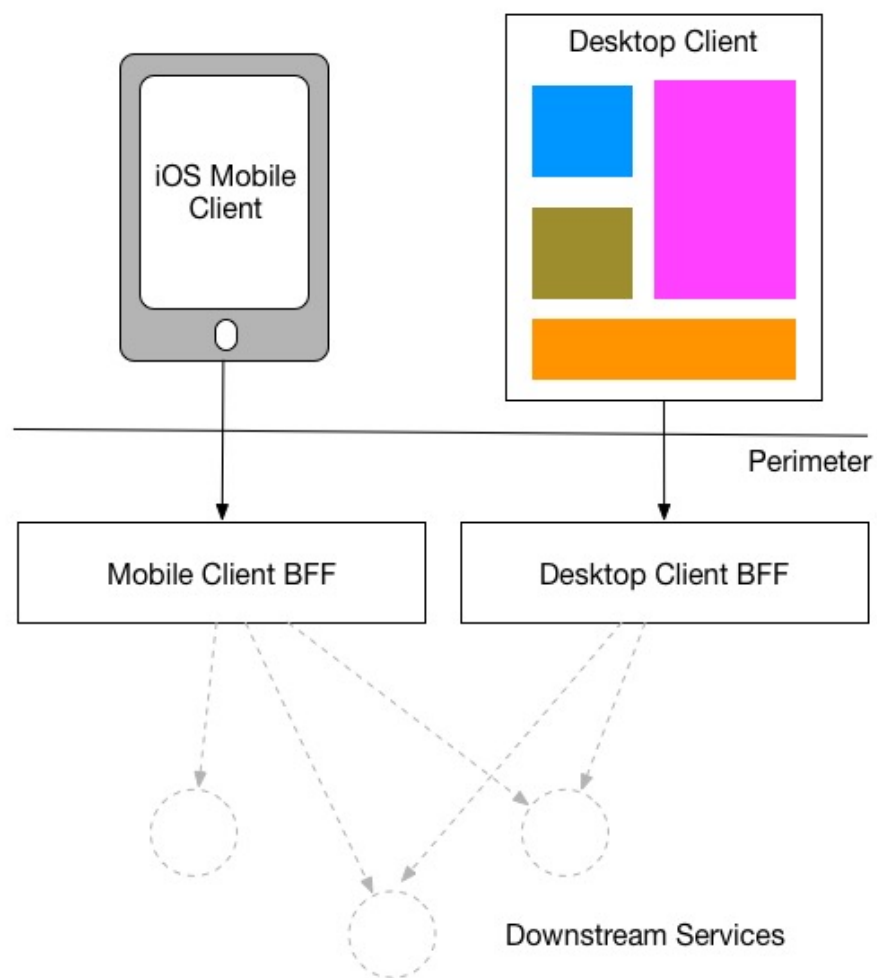 Desktop Client
iOS Mobile
Client
Perimeter
Mobile Client BFF
Desktop Client BFF
Downstream Services